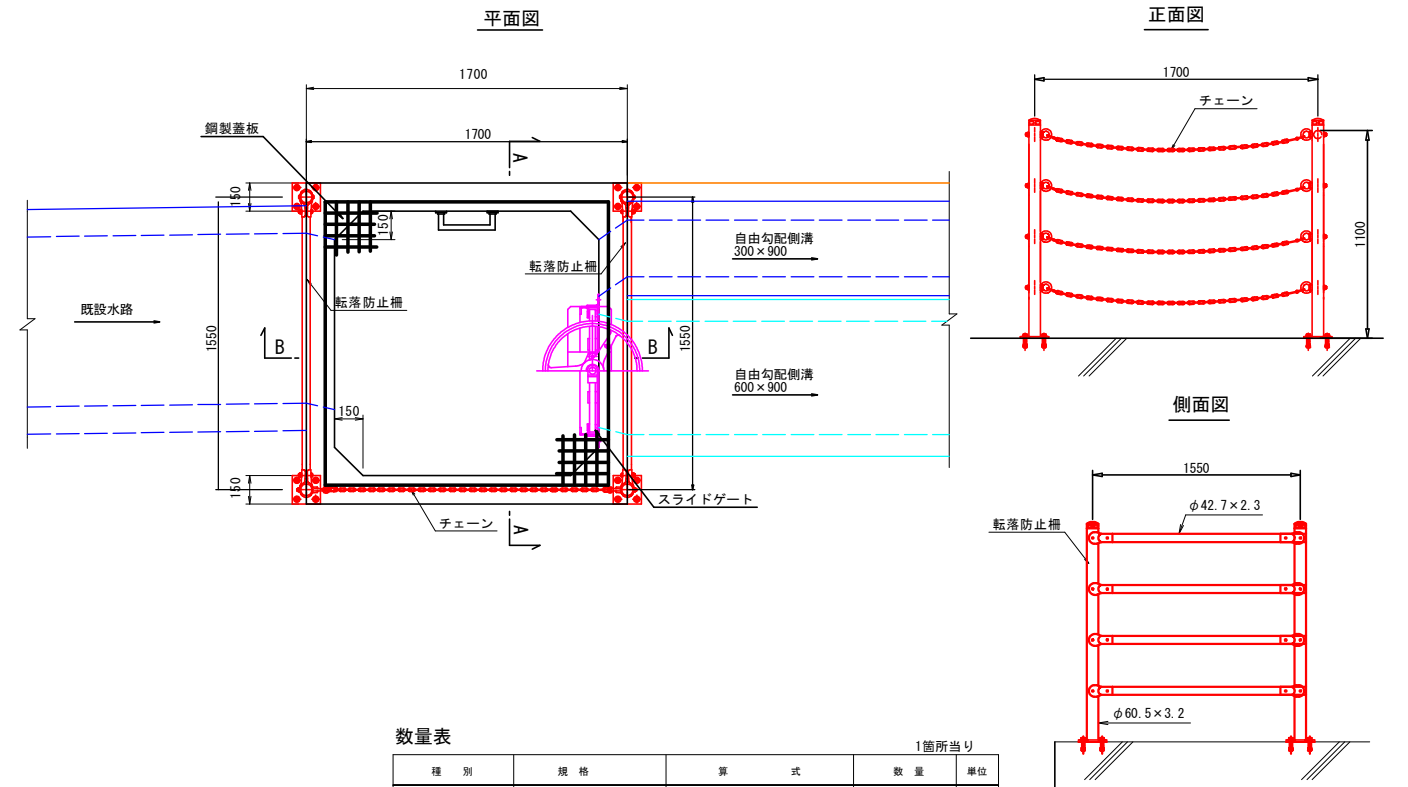 平面図
1700
1700
鋼製蓋板
A
150
150
自由勾配側溝
300×900
転落防止柵
転落防止柵
既設水路
1550
B
B
1550
自由勾配側溝
600×900
150
150
スライドゲート
チェーン
A
正面図
1700
チェーン
1100
側面図
1550
φ42.7×2.3
転落防止柵
φ60.5×3.2
数量表
1箇所当り
種 別 規 格 算 式 数 量 単位